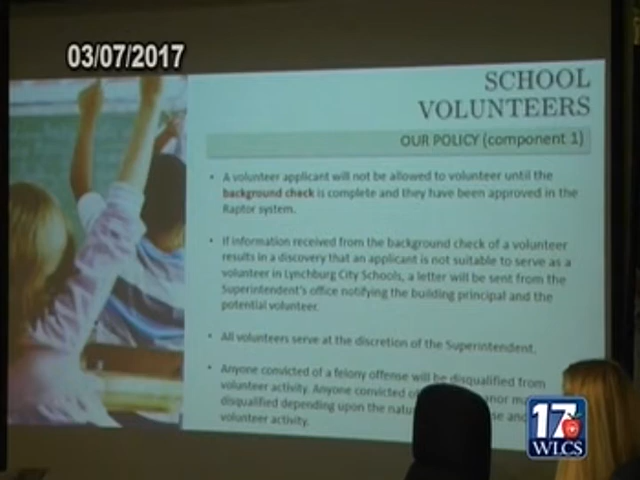 03/07/2017
SCHOOL
VOLUNTEERS
OUR POLICY (component 1)
• A volunteer applicant will not be allowed to volunteer until the
background check is complete and they have been approved in the
Raptor system.
• If information received from the background check of a volunteer
results in a discovery that an applicant is not suitable to serve as a
volunteer in Lynchburg City Schools, a letter will be sent from the
Superintendent's office notifying the building principal and the
potential volunteer.
• All volunteers serve at the discretion of the Superintendent.
• Anyone convicted of a felony offense will be disqualified from
volunteer activity. Anyone convicted
disqualified depending upon the
volunteer activity.
17
WLCS